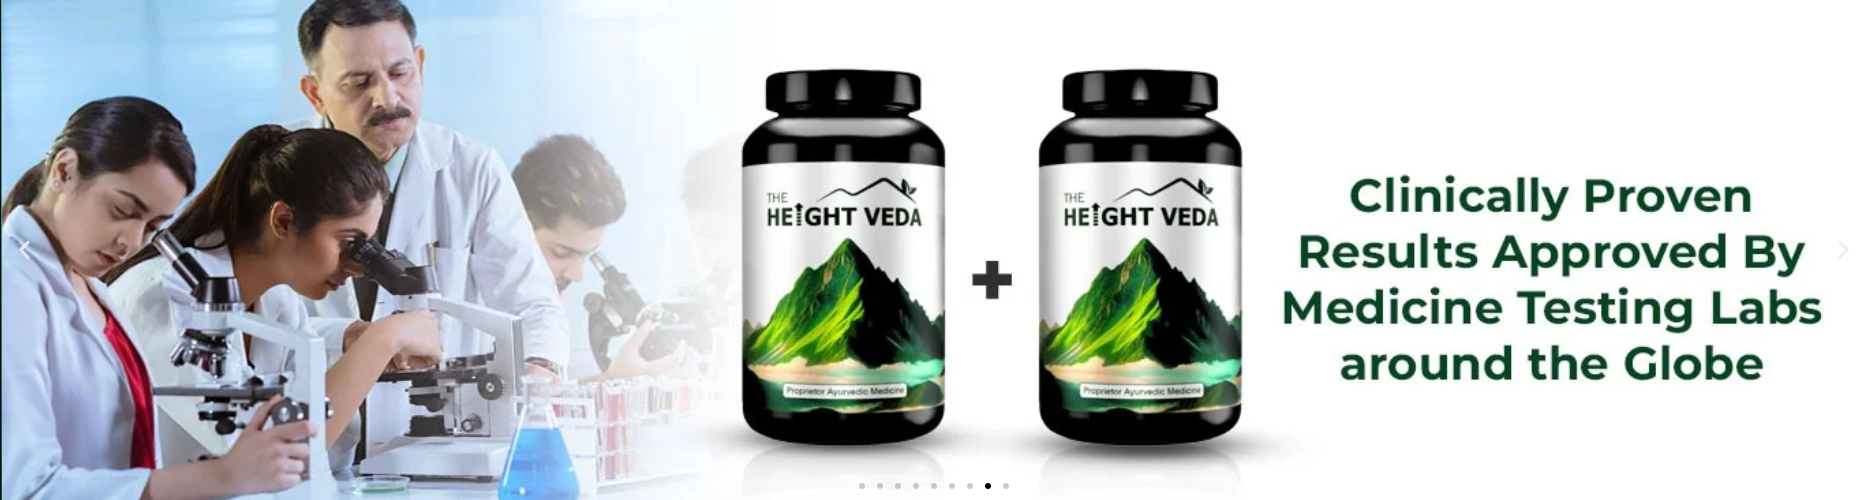 THE
HEIGHT VEDA
Proprietor Ayurvedic Medicine
THE
HEIGHT VEDA
Proprietor Ayurvedic Medicine
Clinically Proven
Results Approved By
Medicine Testing Labs
around the Globe